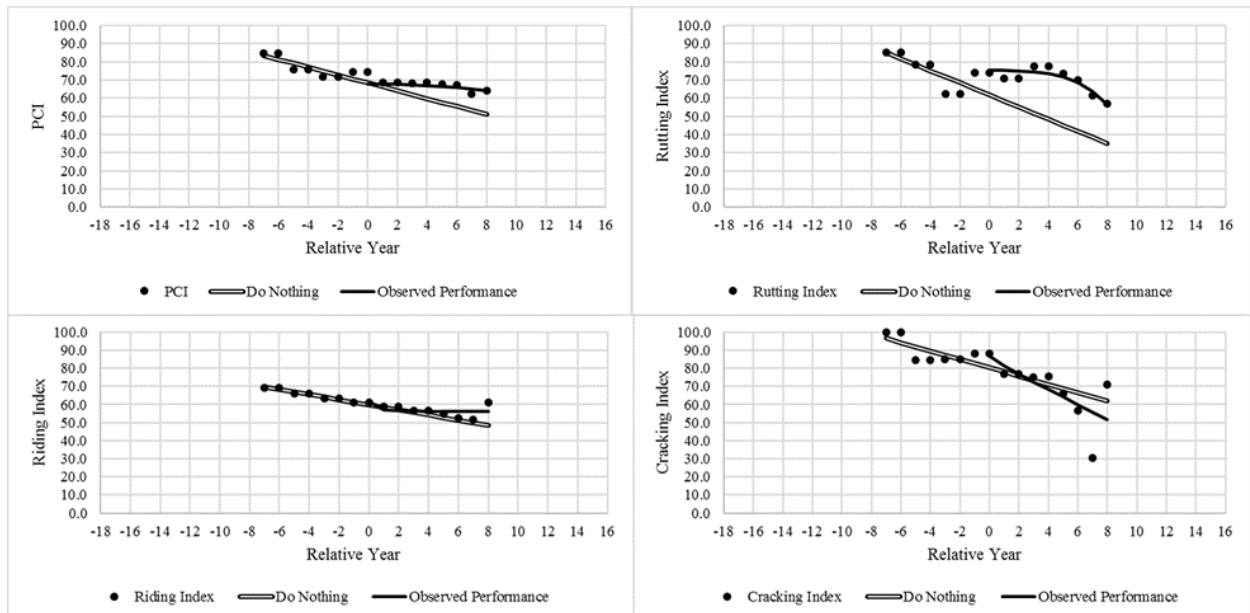 PCI
100.0
90.0
80.0
70.0
60.0
50.0
40.0
30.0
20.0
10.0
0.0
-18 -16 -14 -12 -10 -8 -6 -4 -2 0 2 4 6 8 10 12 14 16
Relative Year
PCI Do Nothing Observed Performance
Rutting Index
100.0
90.0
80.0
70.0
60.0
50.0
40.0
30.0
20.0
10.0
0.0
-18 -16 -14 -12 -10 -8 -6 -4 -2 0 2 4 6 8 10 12 14 16
Relative Year
Rutting Index Do Nothing Observed Performance
Riding Index
100.0
90.0
80.0
70.0
60.0
50.0
40.0
30.0
20.0
10.0
0.0
-18 -16 -14 -12 -10 -8 -6 -4 -2 0 2 4 6 8 10 12 14 16
Relative Year
Riding Index Do Nothing Observed Performance
Cracking Index
100.0
90.0
80.0
70.0
60.0
50.0
40.0
30.0
20.0
10.0
0.0
-18 -16 -14 -12 -10 -8 -6 -4 -2 0 2 4 6 8 10 12 14 16
Relative Year
Cracking Index Do Nothing Observed Performance